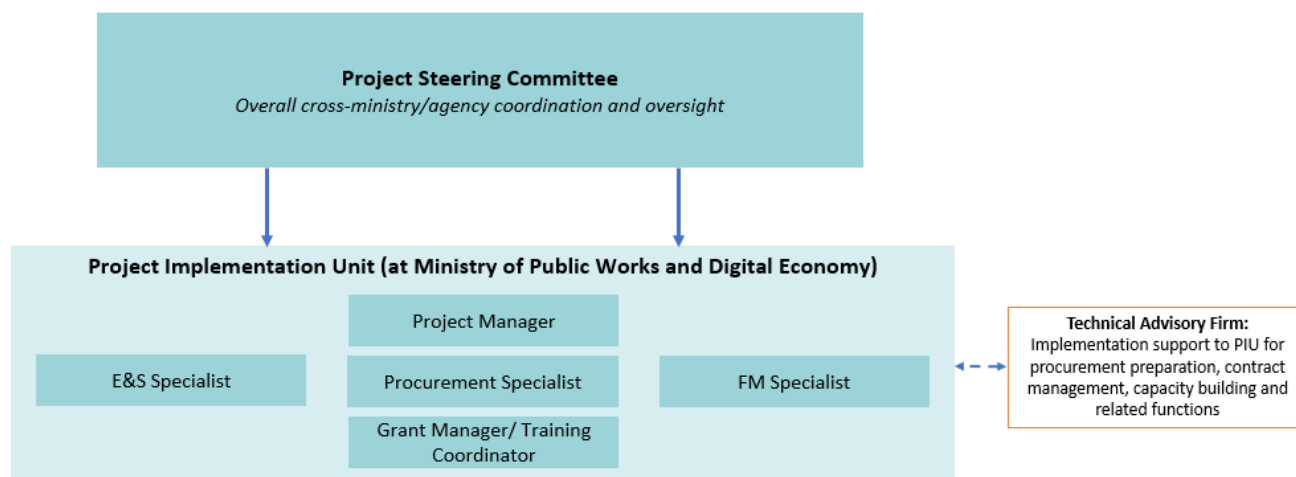 Project Steering Committee
Overall cross-ministry/agency coordination and oversight
Project Implementation Unit (at Ministry of Public Works and Digital Economy)
Project Manager
E&S Specialist
Procurement Specialist
FM Specialist
Grant Manager/ Training
Coordinator
Technical Advisory Firm:
Implementation support to PIU for
procurement preparation, contract
management, capacity building and
related functions